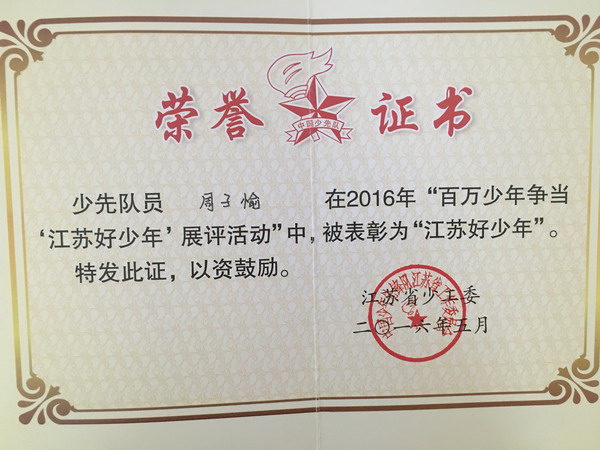 荣誉证书
中国少先队
少先队员 周子愉 在2016年“百万少年争当
‘江苏好少年’展评活动”中，被表彰为“江苏好少年”。
特发此证，以资鼓励。
江苏省少工委
二〇一六年五月